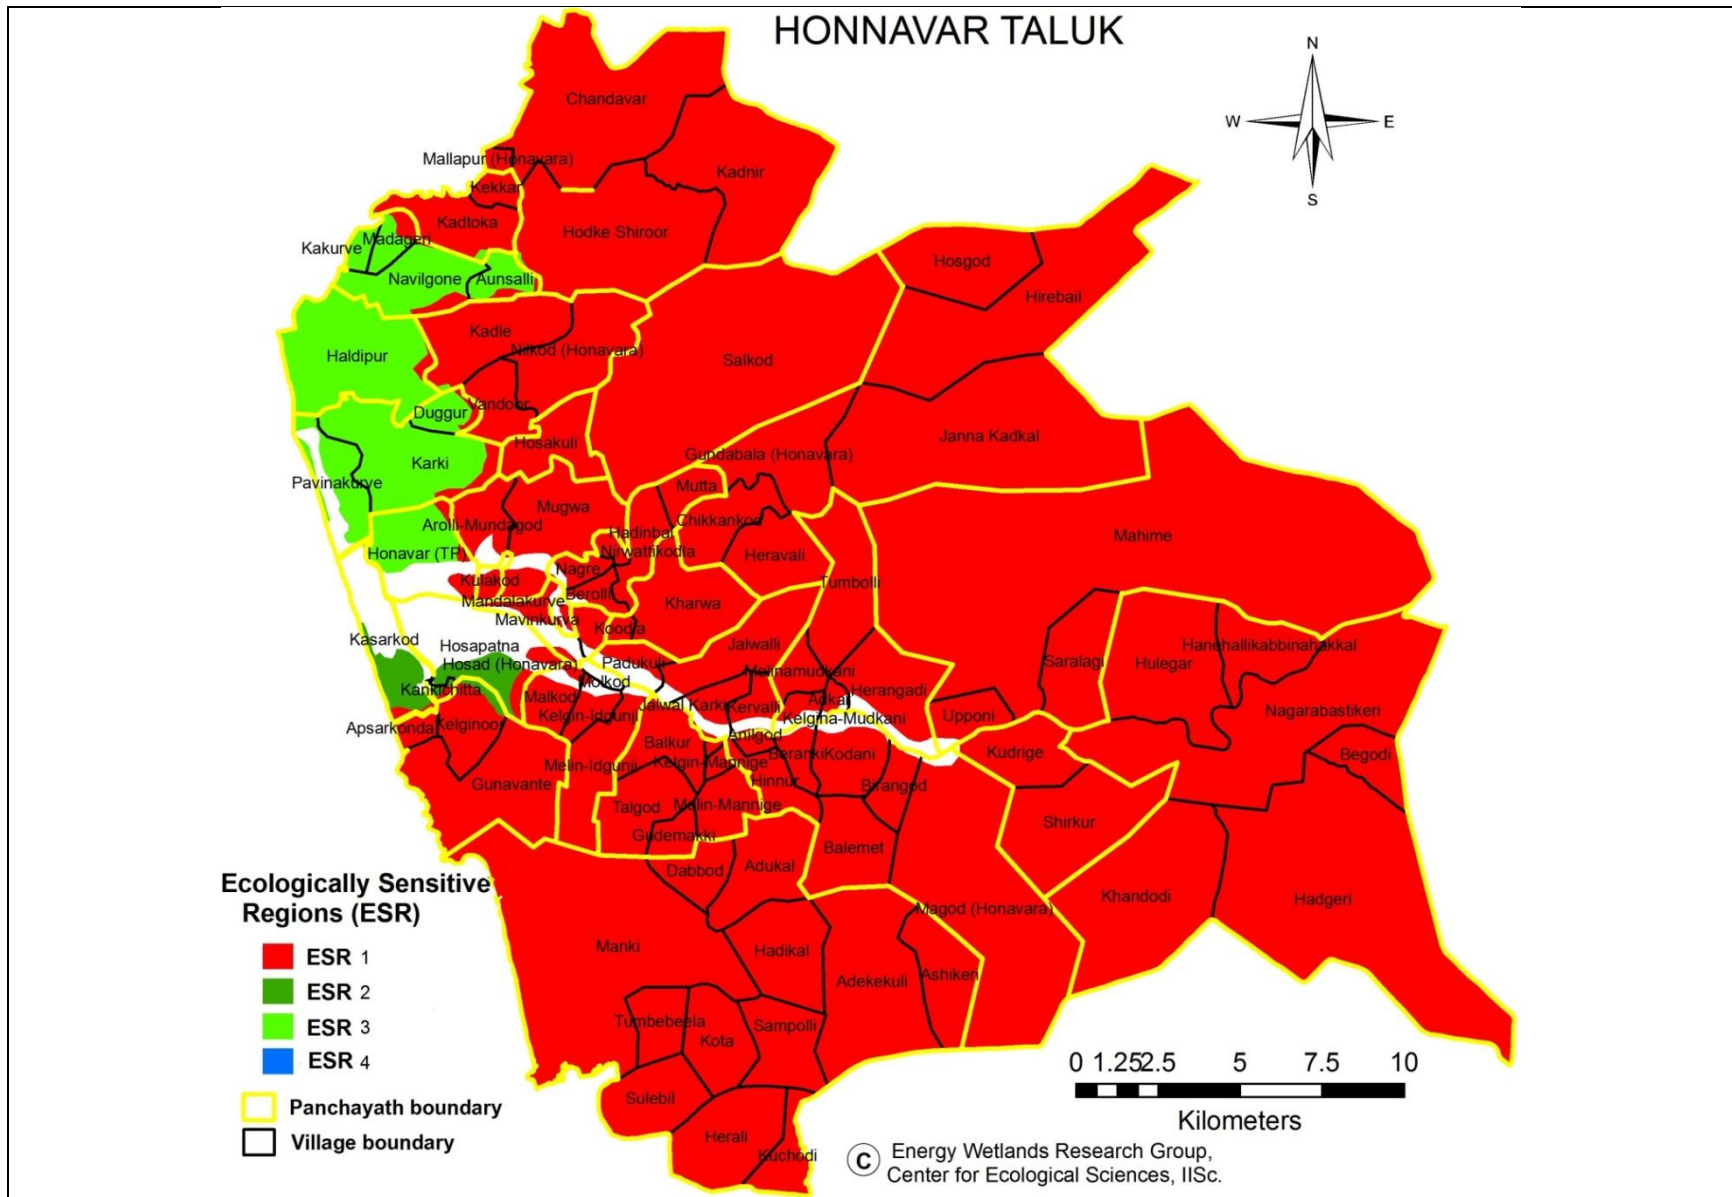 HONNAVAR TALUK
N
W
E
S
Chandavar
Mallapur (Honavara)
Kadnir
Kekkar
Kadtoka
Hodke Shiroor
Kakurve
Madageri
Navilgone
Aunsalli
Hosgod
Hirebail
Kadle
Nilkod (Honavara)
Haldipur
Salkod
Vandoor
Duggur
Hosakuli
Janna Kadkal
Gundabala (Honavara)
Karki
Pavinakurve
Mutta
Mugwa
Chikkankod
Arolli-Mundagod
Hadinbal
Mahime
Honavar (TP)
Nirwattikodla
Heravali
Nagre
Kulakod
Tumbolli
Berolli
Mandalakurve
Kharwa
Mavinkurva
Koodla
Kasarkod
Hosapatna
Jalwalli
Hanehallikabbinahakkal
Hosad (Honavara)
Padukuli
Saralagi
Hulegar
Melinamudkani
Molkod
Kankichitta
Malkod
Herangadi
Adkar
Jalwal Karki
Kervalli
Nagarabastikeri
Kelgin-Idgunji
Kelgina-Mudkani
Upponi
Apsarkonda
Kelginoor
Anilgod
Balkur
Beranki
Kodani
Kudrige
Begodi
Melin-Idgunji
Kelgin-Mannige
Hinnur
Birangod
Gunavante
Talgod
Melin-Mannige
Shirkur
Gudemakki
Balemet
Dabbod
Adukal
Khandodi
Hadgeri
Magod (Honavara)
Manki
Hadikal
Adekekuli
Ashikeri
Tumbebeela
Sampolli
Kota
Sulebil
Herali
Kuchodi
Ecologically Sensitive
Regions (ESR)
ESR 1
ESR 2
ESR 3
ESR 4
Panchayath boundary
Village boundary
0 1.25 2.5 5 7.5 10
Kilometers
C Energy Wetlands Research Group,
Center for Ecological Sciences, IISc.